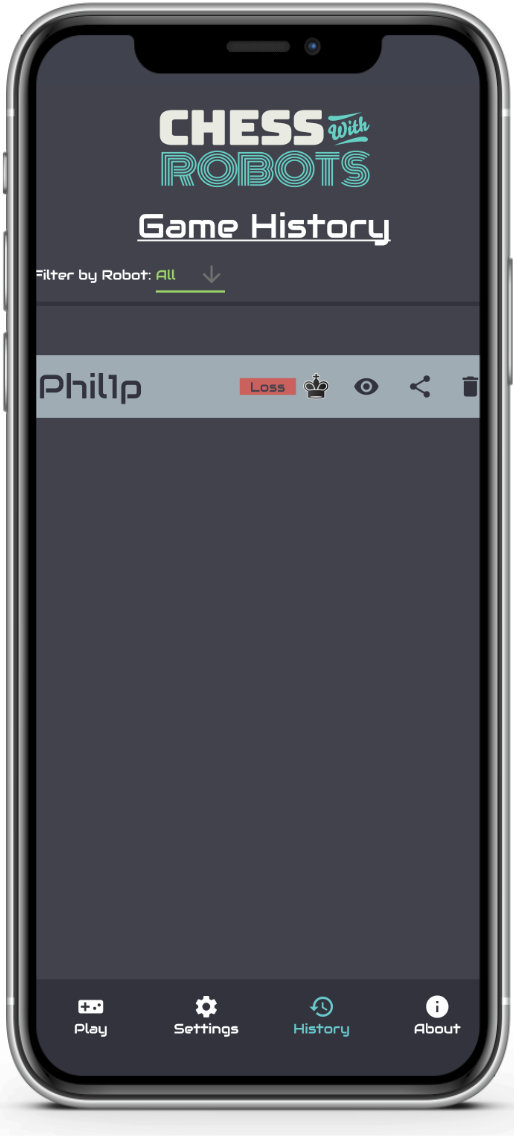 CHESS With
ROBOTS
Game History
Filter by Robot: All
Phil1p
Loss
Play
Settings
History
About